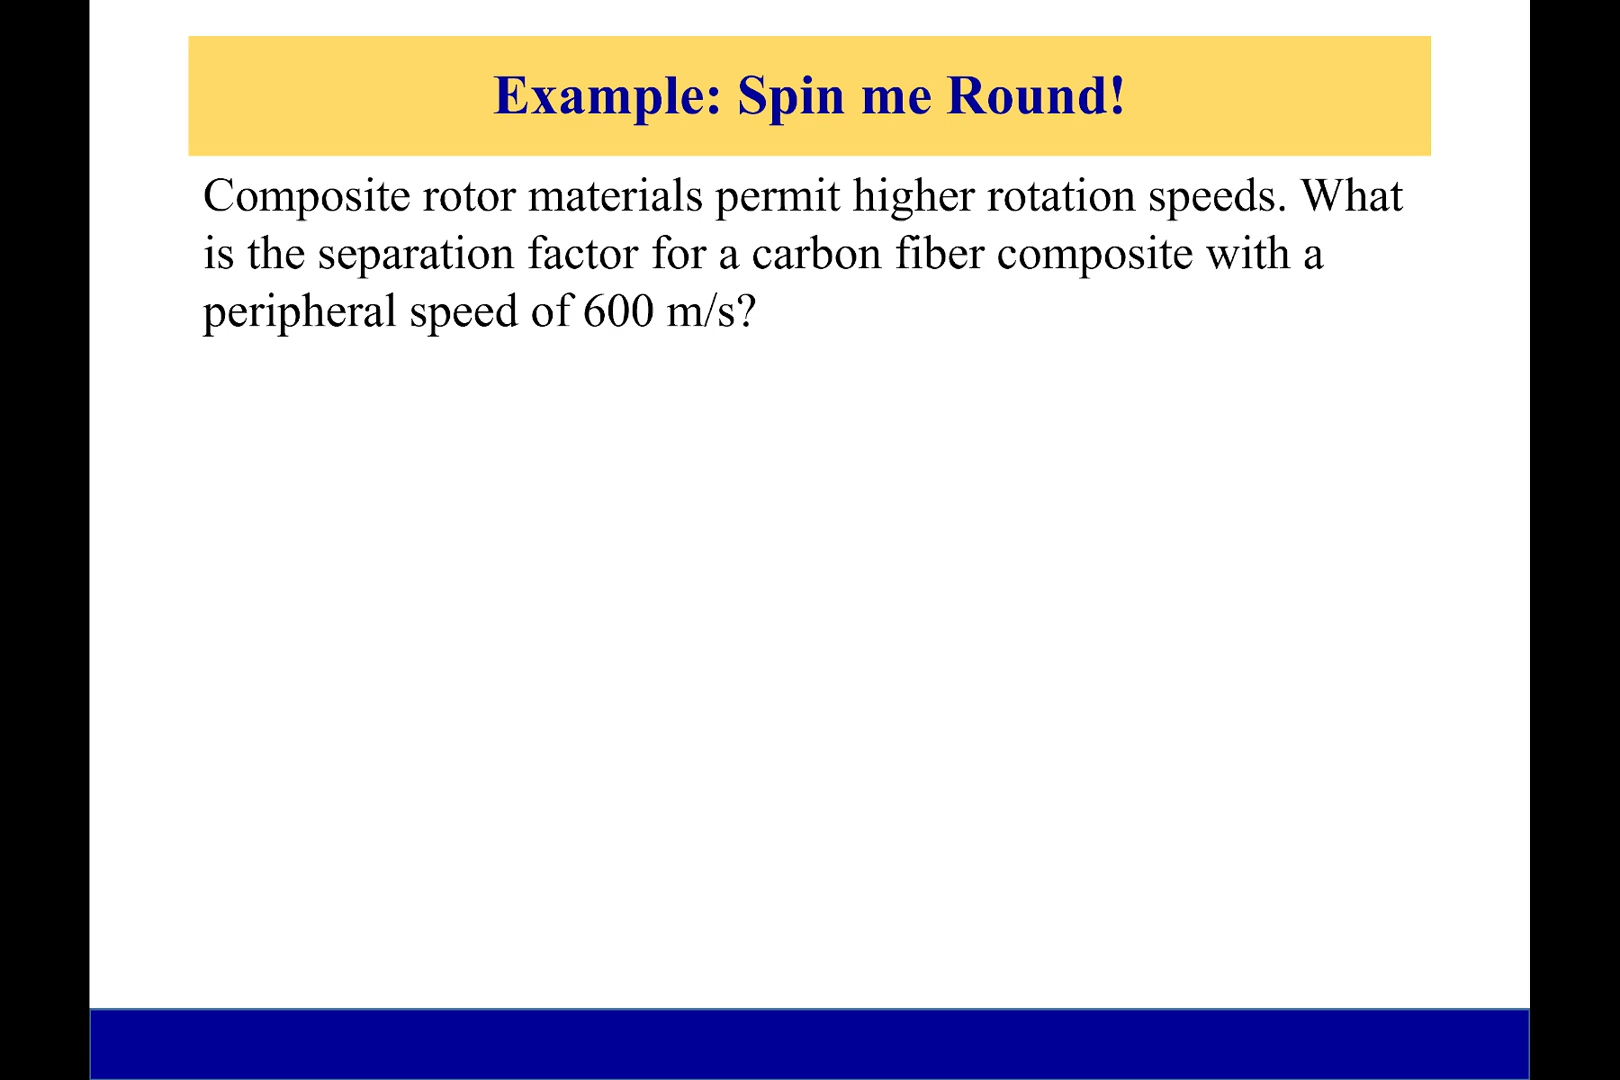 Example: Spin me Round!
Composite rotor materials permit higher rotation speeds. What
is the separation factor for a carbon fiber composite with a
peripheral speed of 600 m/s?